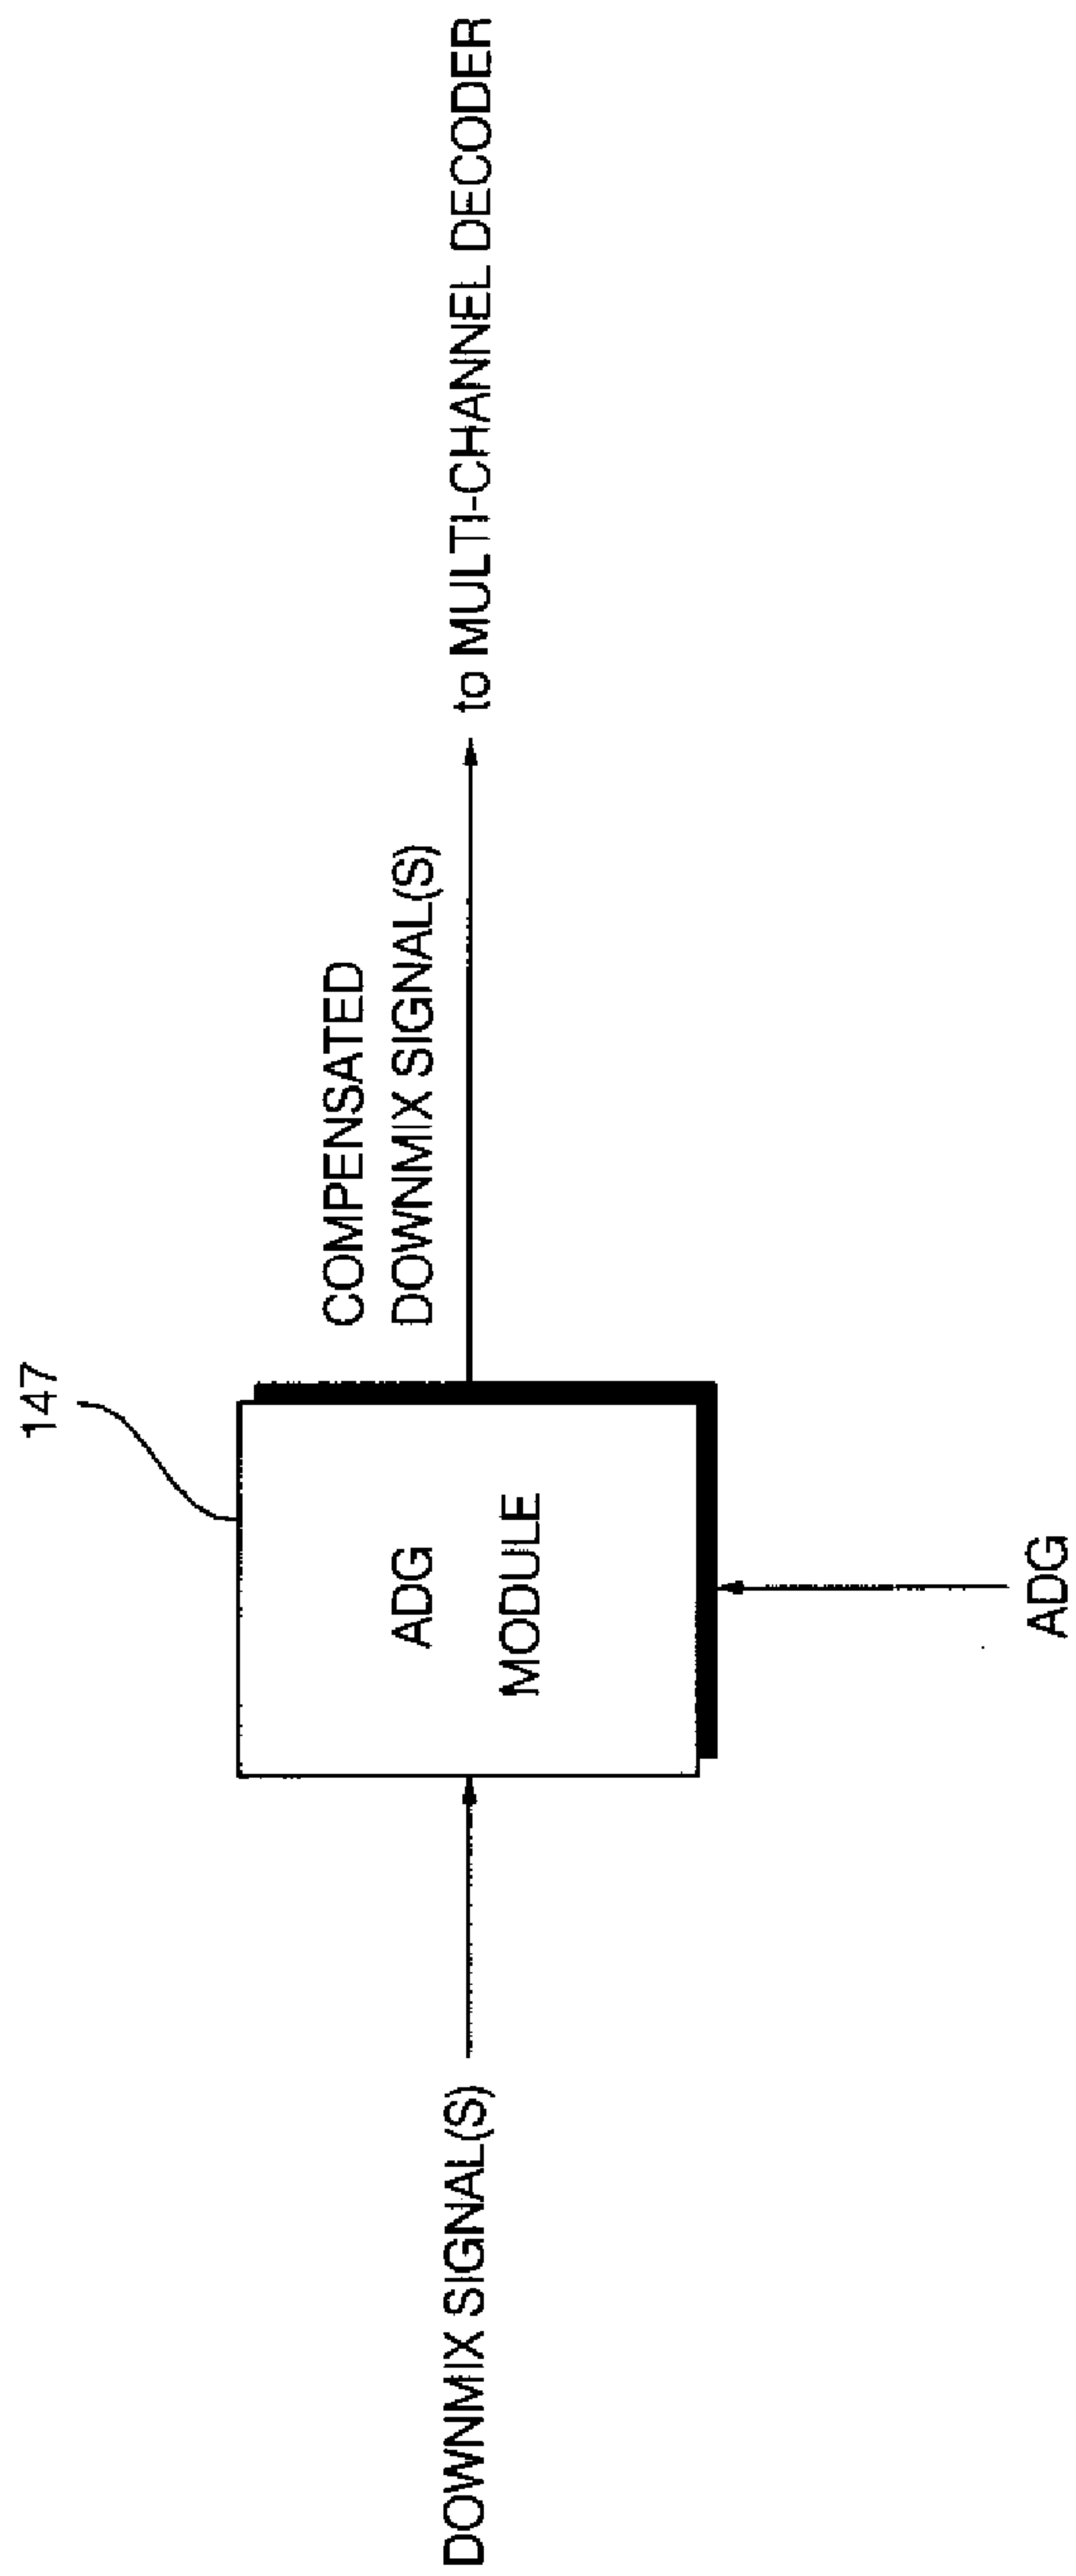 147
DOWNMIX SIGNAL(S)
ADG
MODULE
COMPENSATED
DOWNMIX SIGNAL(S)
to MULTI-CHANNEL DECODER
ADG